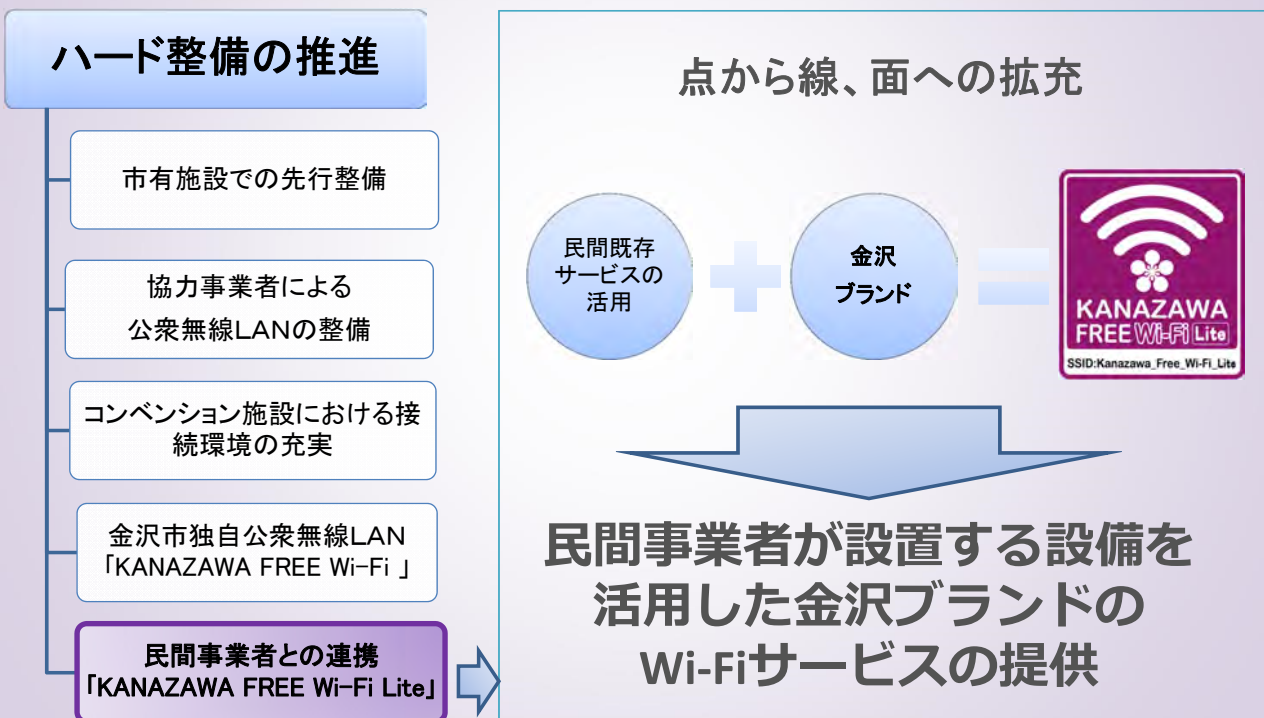 ハード整備の推進
市有施設での先行整備
協力事業者による
公衆無線LANの整備
コンベンション施設における接
続環境の充実
金沢市独自公衆無線LAN
「KANAZAWA FREE Wi-Fi 」
民間事業者との連携
「KANAZAWA FREE Wi-Fi Lite」
点から線、面への拡充
民間既存
サービスの
活用
金沢
ブランド
KANAZAWA
FREE Wi-Fi Lite
SSID:Kanazawa_Free_Wi-Fi_Lite
民間事業者が設置する設備を
活用した金沢ブランドの
Wi-Fiサービスの提供